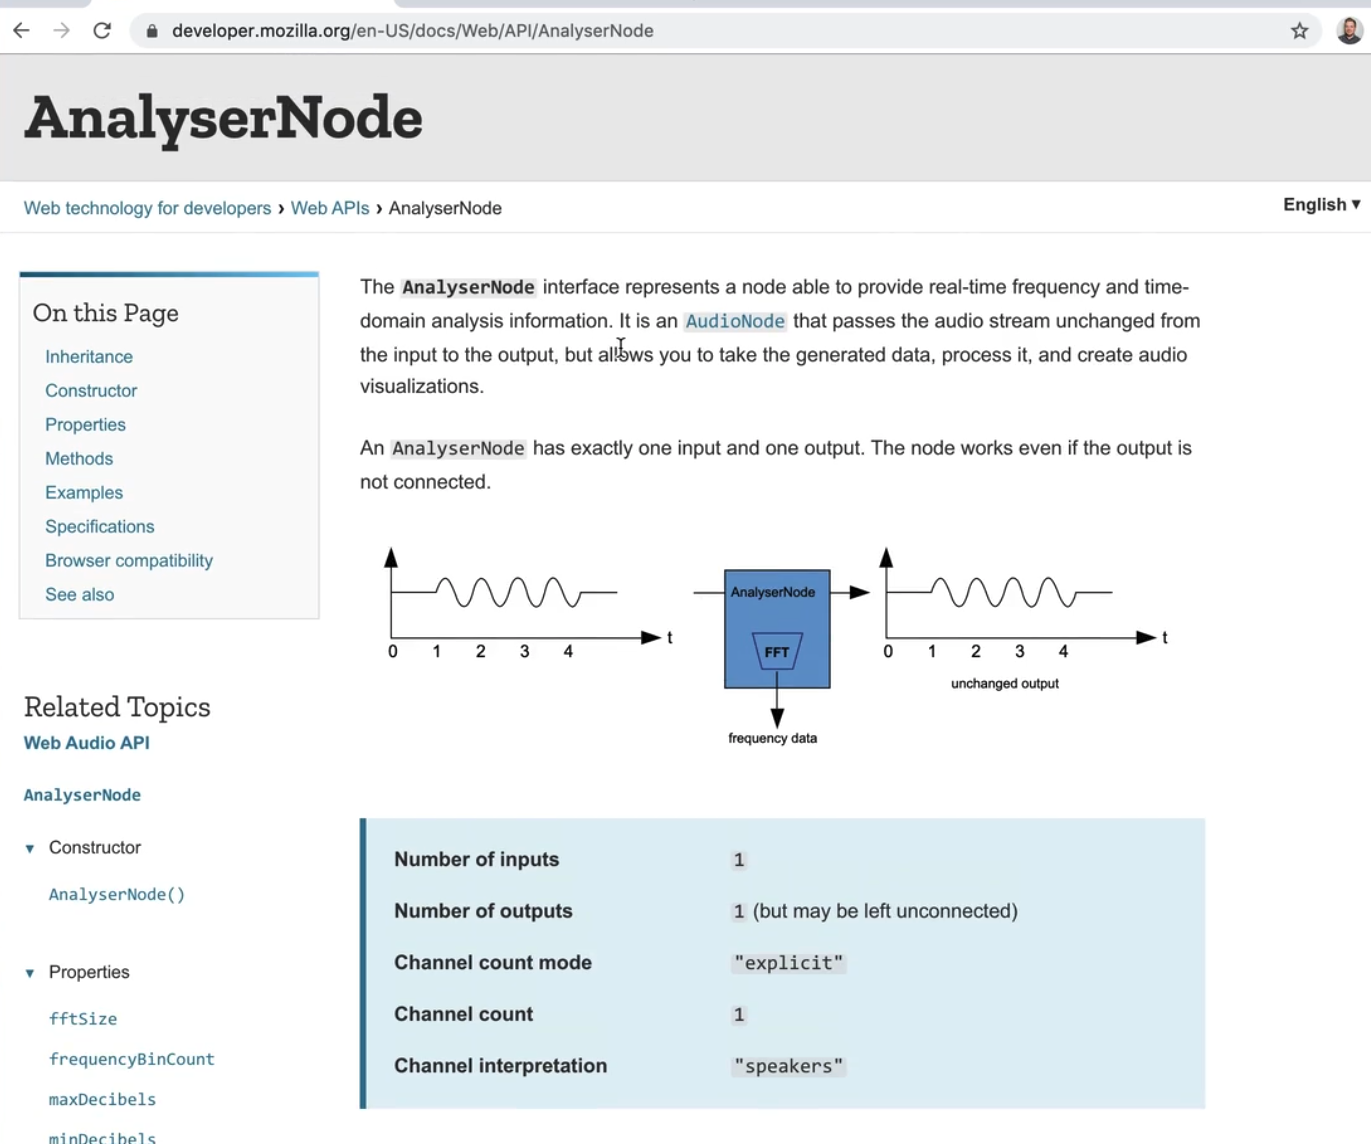 developer.mozilla.org/en-US/docs/Web/API/AnalyserNode
AnalyserNode
Web technology for developers › Web APIs › AnalyserNode
English ▾
On this Page
Inheritance
Constructor
Properties
Methods
Examples
Specifications
Browser compatibility
See also
Related Topics
Web Audio API
AnalyserNode
▾ Constructor
AnalyserNode()
▾ Properties
fftSize
frequencyBinCount
maxDecibels
minDecibels
The AnalyserNode interface represents a node able to provide real-time frequency and time-
domain analysis information. It is an AudioNode that passes the audio stream unchanged from
the input to the output, but allows you to take the generated data, process it, and create audio
visualizations.
An AnalyserNode has exactly one input and one output. The node works even if the output is
not connected.
t
0 1 2 3 4
AnalyserNode
FFT
frequency data
t
0 1 2 3 4
unchanged output
Number of inputs 1
Number of outputs 1 (but may be left unconnected)
Channel count mode "explicit"
Channel count 1
Channel interpretation "speakers"